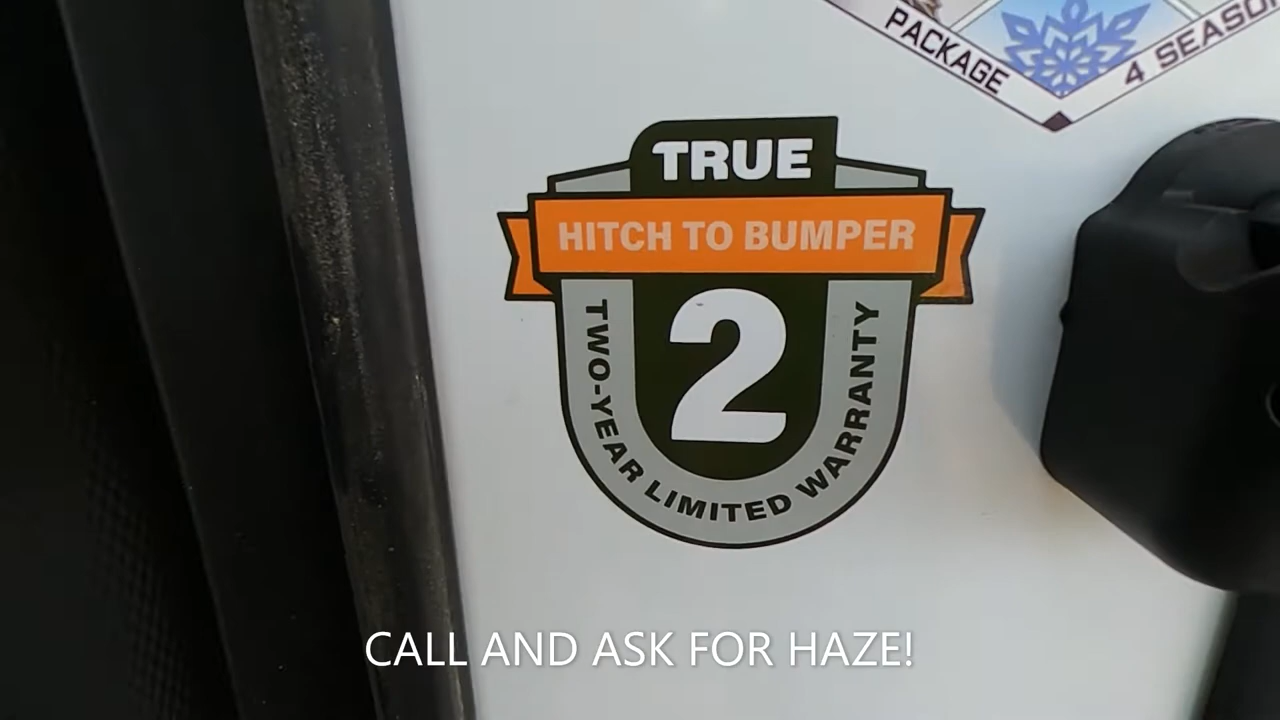 PACKAGE
4 SEASON
TRUE
HITCH TO BUMPER
2
TWO-YEAR LIMITED WARRANTY
CALL AND ASK FOR HAZE!